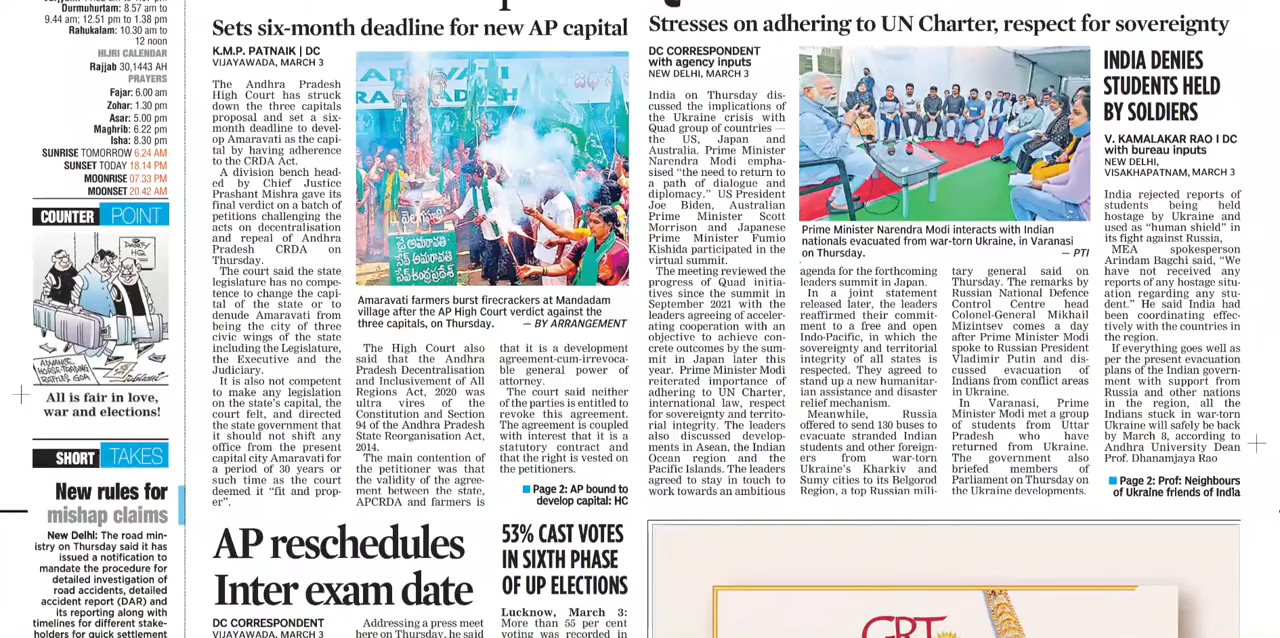 Durmuhurtam: 8.57 am to
9.44 am; 12.51 pm to 1.38 pm
Rahukalam: 10.30 am to
12 noon
HIJRI CALENDAR
Rajjab 30,1443 AH
PRAYERS
Fajar: 6.00 am
Zohar: 1.30 pm
Asar: 5.00 pm
Maghrib: 6.22 pm
Isha: 8.30 pm
SUNRISE TOMORROW 6.24 AM
SUNSET TODAY 18.14 PM
MOONRISE 07.33 PM
MOONSET 20.42 AM
COUNTER POINT
PARTY
HQ
All is fair in love,
war and elections!
SHORT TAKES
New rules for
mishap claims
New Delhi: The road min-
istry on Thursday said it has
issued a notification to
mandate the procedure for
detailed investigation of
road accidents, detailed
accident report (DAR) and
its reporting along with
timelines for different stake-
holders for quick settlement
Sets six-month deadline for new AP capital
K.M.P. PATNAIK | DC
VIJAYAWADA, MARCH 3
The Andhra Pradesh
High Court has struck
down the three capitals
proposal and set a six-
month deadline to devel-
op Amaravati as the capi-
tal by having adherence
to the CRDA Act.
A division bench head-
ed by Chief Justice
Prashant Mishra gave its
final verdict on a batch of
petitions challenging the
acts on decentralisation
and repeal of Andhra
Pradesh CRDA on
Thursday.
The court said the state
legislature has no compe-
tence to change the capi-
tal of the state or to
denude Amaravati from
being the city of three
civic wings of the state
including the Legislature,
the Executive and the
Judiciary.
It is also not competent
to make any legislation
on the state's capital, the
court felt, and directed
the state government that
it should not shift any
office from the present
capital city Amaravati for
a period of 30 years or
such time as the court
deemed it "fit and prop-
er".
జై అమరావతి
సేవ్ అమరావతి
సేవ్ ఆంధ్రప్రదేశ్
Amaravati farmers burst firecrackers at Mandadam
village after the AP High Court verdict against the
three capitals, on Thursday. — BY ARRANGEMENT
The High Court also
said that the Andhra
Pradesh Decentralisation
and Inclusivement of All
Regions Act, 2020 was
ultra vires of the
Constitution and Section
94 of the Andhra Pradesh
State Reorganisation Act,
2014.
The main contention of
the petitioner was that
the validity of the agree-
ment between the state,
APCRDA and farmers is
that it is a development
agreement-cum-irrevoca-
ble general power of
attorney.
The court said neither
of the parties is entitled to
revoke this agreement.
The agreement is coupled
with interest that it is a
statutory contract and
that the right is vested on
the petitioners.
Page 2: AP bound to
develop capital: HC
AP reschedules
Inter exam date
DC CORRESPONDENT
VIJAYAWADA, MARCH 3
Addressing a press meet
here on Thursday, he said
53% CAST VOTES
IN SIXTH PHASE
OF UP ELECTIONS
Lucknow, March 3:
More than 55 per cent
voting was recorded in
Stresses on adhering to UN Charter, respect for sovereignty
DC CORRESPONDENT
with agency inputs
NEW DELHI, MARCH 3
India on Thursday dis-
cussed the implications of
the Ukraine crisis with
Quad group of countries —
the US, Japan and
Australia. Prime Minister
Narendra Modi empha-
sised "the need to return to
a path of dialogue and
diplomacy." US President
Joe Biden, Australian
Prime Minister Scott
Morrison and Japanese
Prime Minister Fumio
Kishida participated in the
virtual summit.
The meeting reviewed the
progress of Quad initia-
tives since the summit in
September 2021 with the
leaders agreeing of acceler-
ating cooperation with an
objective to achieve con-
crete outcomes by the sum-
mit in Japan later this
year. Prime Minister Modi
reiterated importance of
adhering to UN Charter,
international law, respect
for sovereignty and territo-
rial integrity. The leaders
also discussed develop-
ments in Asean, the Indian
Ocean region and the
Pacific Islands. The leaders
agreed to stay in touch to
work towards an ambitious
Prime Minister Narendra Modi interacts with Indian
nationals evacuated from war-torn Ukraine, in Varanasi
on Thursday. — PTI
agenda for the forthcoming
leaders summit in Japan.
In a joint statement
released later, the leaders
reaffirmed their commit-
ment to a free and open
Indo-Pacific, in which the
sovereignty and territorial
integrity of all states is
respected. They agreed to
stand up a new humanitar-
ian assistance and disaster
relief mechanism.
Meanwhile, Russia
offered to send 130 buses to
evacuate stranded Indian
students and other foreign-
ers from war-torn
Ukraine's Kharkiv and
Sumy cities to its Belgorod
Region, a top Russian mili-
tary general said on
Thursday. The remarks by
Russian National Defence
Control Centre head
Colonel-General Mikhail
Mizintsev comes a day
after Prime Minister Modi
spoke to Russian President
Vladimir Putin and dis-
cussed evacuation of
Indians from conflict areas
in Ukraine.
In Varanasi, Prime
Minister Modi met a group
of students from Uttar
Pradesh who have
returned from Ukraine.
The government also
briefed members of
Parliament on Thursday on
the Ukraine developments.
INDIA DENIES
STUDENTS HELD
BY SOLDIERS
V. KAMALAKAR RAO I DC
with bureau inputs
NEW DELHI,
VISAKHAPATNAM, MARCH 3
India rejected reports of
students being held
hostage by Ukraine and
used as "human shield" in
its fight against Russia,
MEA spokesperson
Arindam Bagchi said, "We
have not received any
reports of any hostage situ-
ation regarding any stu-
dent." He said India had
been coordinating effec-
tively with the countries in
the region.
If everything goes well as
per the present evacuation
plans of the Indian govern-
ment with support from
Russia and other nations
in the region, all the
Indians stuck in war-torn
Ukraine will safely be back
by March 8, according to
Andhra University Dean
Prof. Dhanamjaya Rao
Page 2: Prof: Neighbours
of Ukraine friends of India
GRT